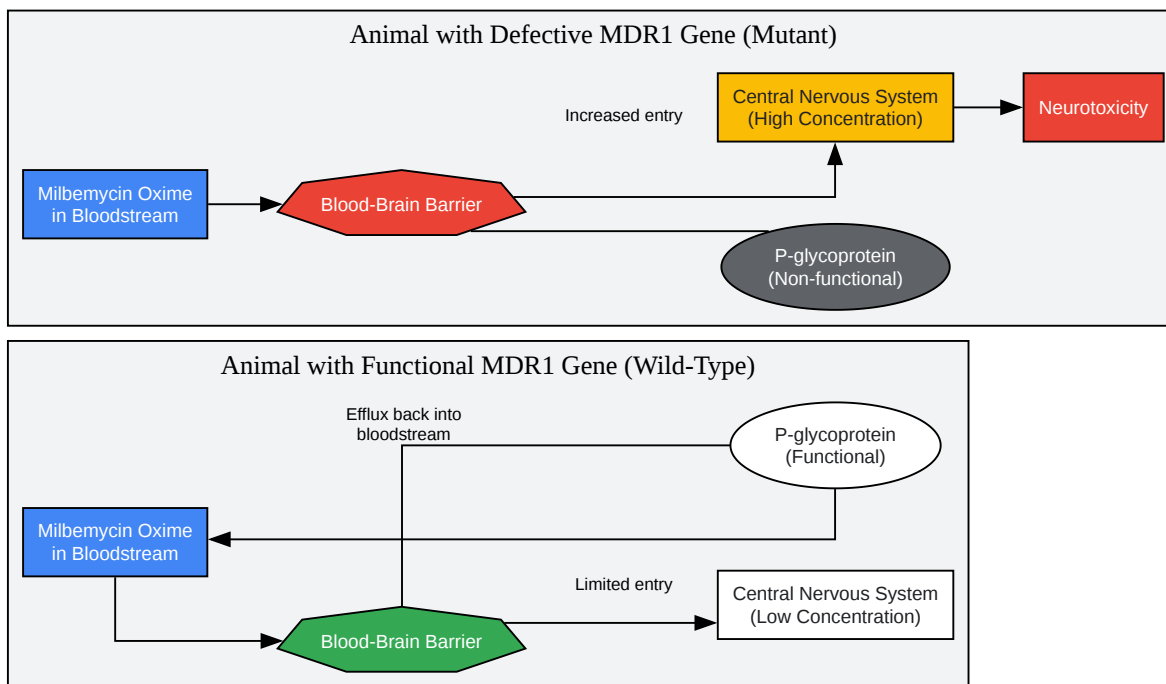 Animal with Defective MDR1 Gene (Mutant)
Increased entry
Central Nervous System
(High Concentration)
Neurotoxicity
Milbemycin Oxime
in Bloodstream
Blood-Brain Barrier
P-glycoprotein
(Non-functional)
Animal with Functional MDR1 Gene (Wild-Type)
Efflux back into
bloodstream
P-glycoprotein
(Functional)
Milbemycin Oxime
in Bloodstream
Limited entry
Central Nervous System
(Low Concentration)
Blood-Brain Barrier